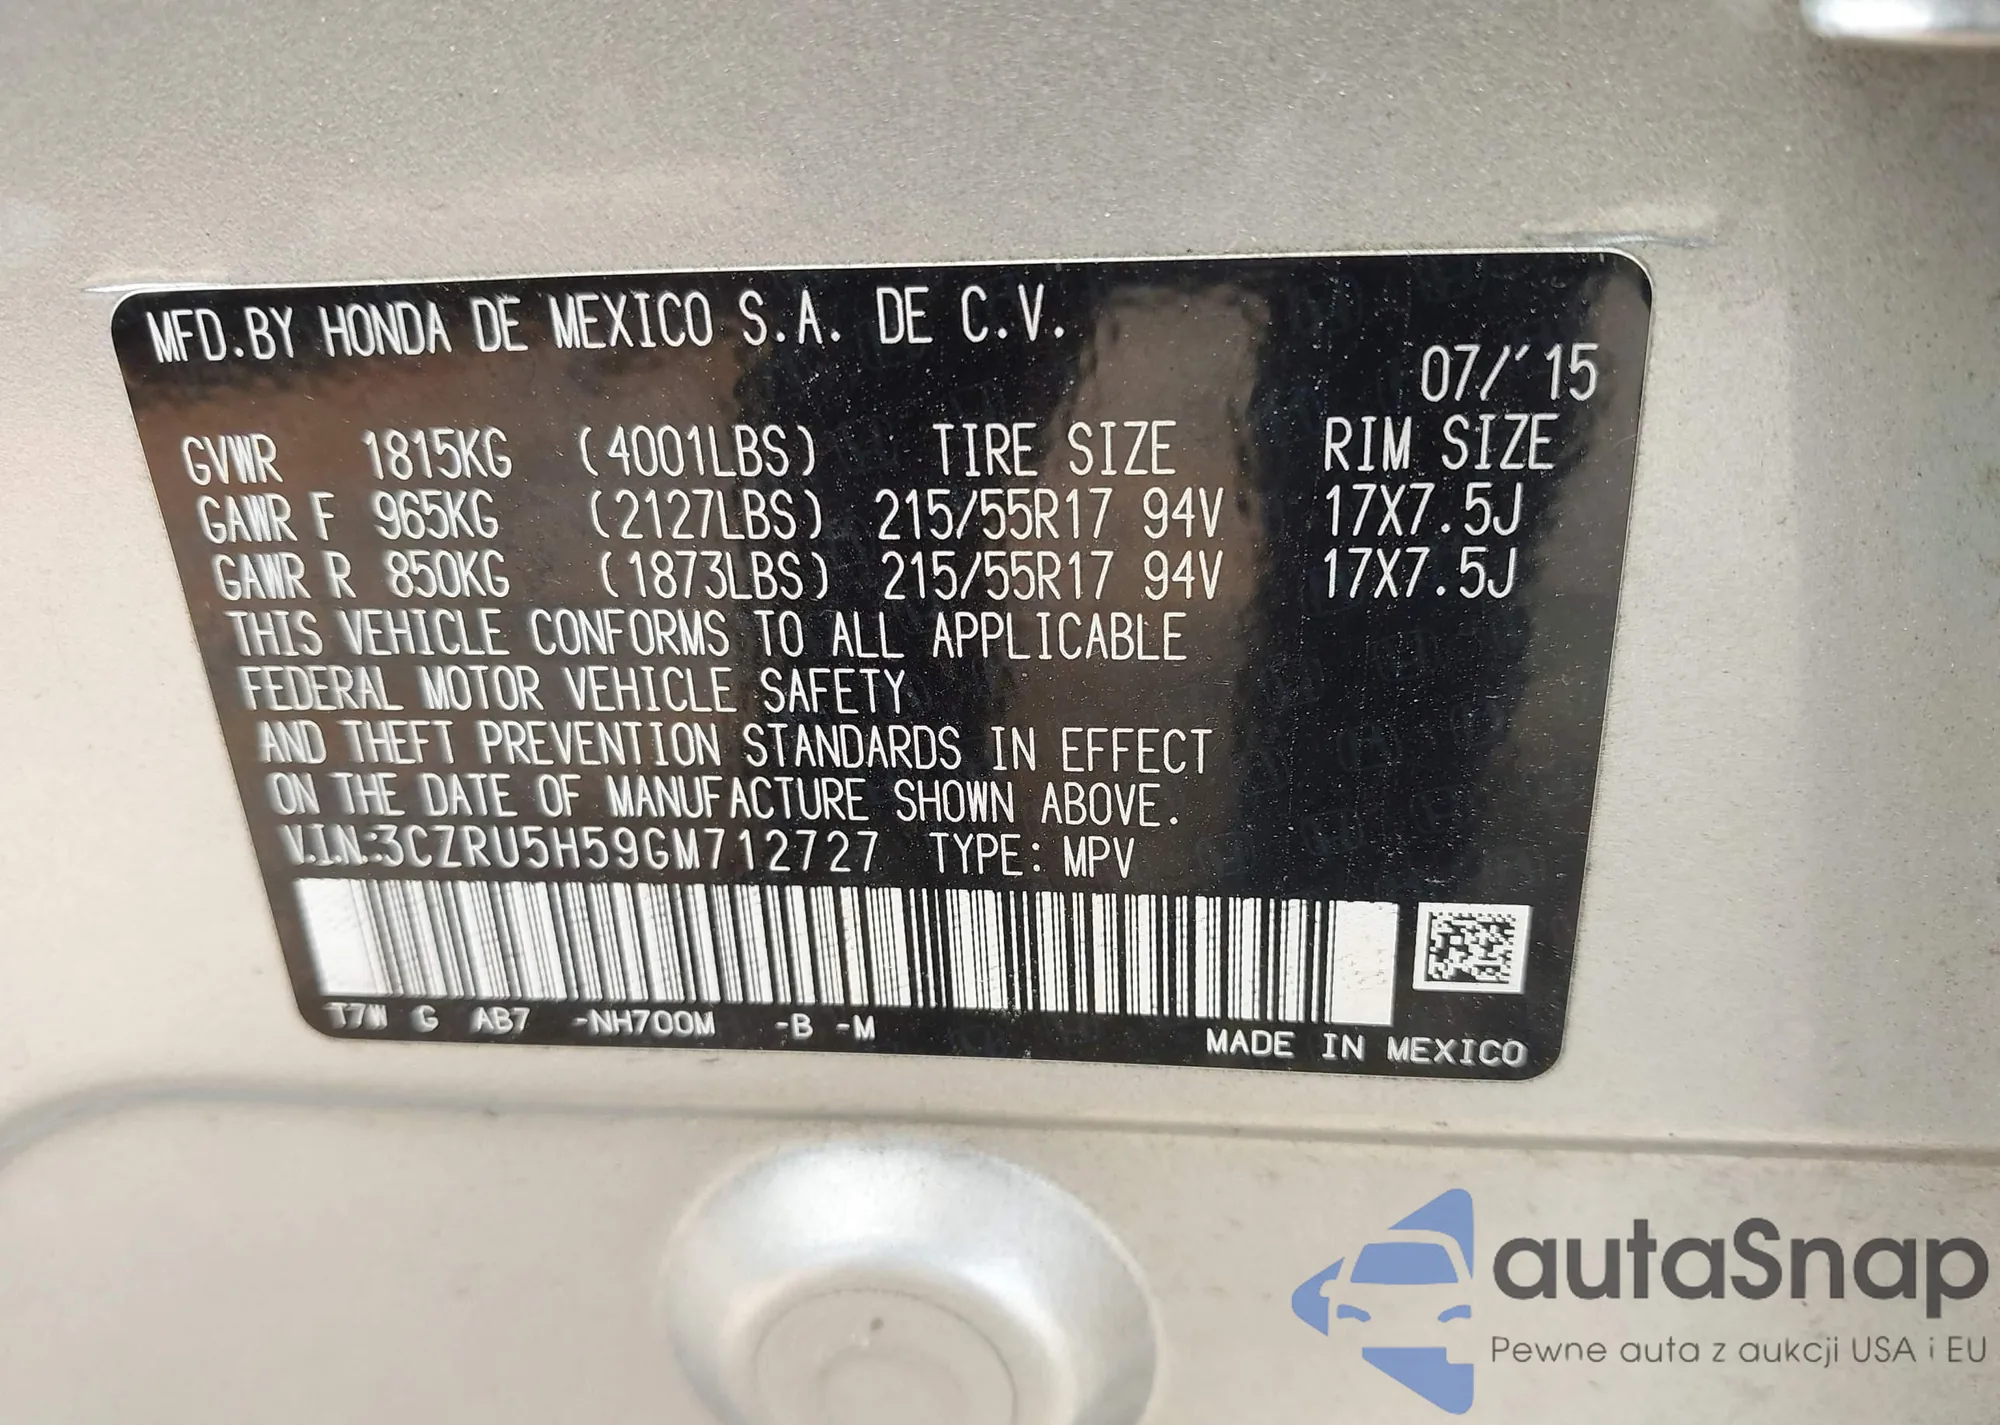 MFD.BY HONDA DE MEXICO S.A. DE C.V.
07/'15
GVWR 1815KG (4001LBS) TIRE SIZE RIM SIZE
GAWR F 965KG (2127LBS) 215/55R17 94V 17X7.5J
GAWR R 850KG (1873LBS) 215/55R17 94V 17X7.5J
THIS VEHICLE CONFORMS TO ALL APPLICABLE
FEDERAL MOTOR VEHICLE SAFETY
AND THEFT PREVENTION STANDARDS IN EFFECT
ON THE DATE OF MANUFACTURE SHOWN ABOVE.
V.I.N:3CZRU5H59GM712727 TYPE: MPV
T7W G AB7 -NH700M -B -M
MADE IN MEXICO
autaSnap
Pewne auta z aukcji USA i EU